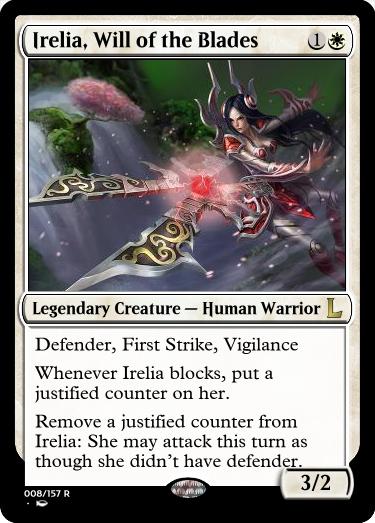 Irelia, Will of the Blades 1
Legendary Creature — Human Warrior L
Defender, First Strike, Vigilance
Whenever Irelia blocks, put a
justified counter on her.
Remove a justified counter from
Irelia: She may attack this turn as
though she didn't have defender.
3/2
008/157 R